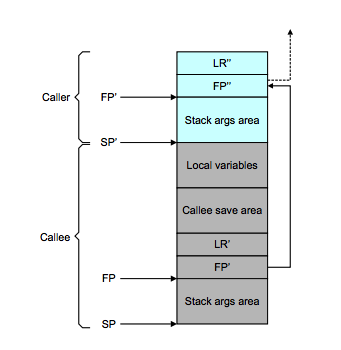 LR’’
FP’’
Caller
FP’
Stack args area
SP’
Local variables
Callee save area
Callee
LR’
FP’
FP
Stack args area
SP